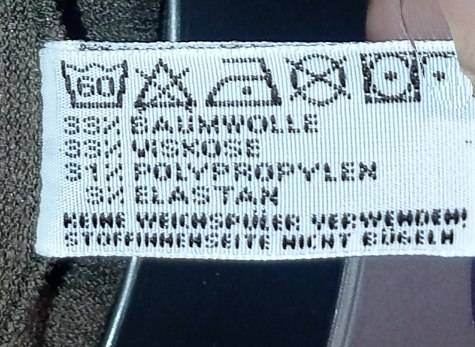 60
33% BAUMWOLLE
33% VISKOSE
31% POLYPROPYLEN
3% ELASTAN
KEINE WEICHSPÜLER VERWENDEN!
STOFFINNENSEITE NICHT BÜGELN